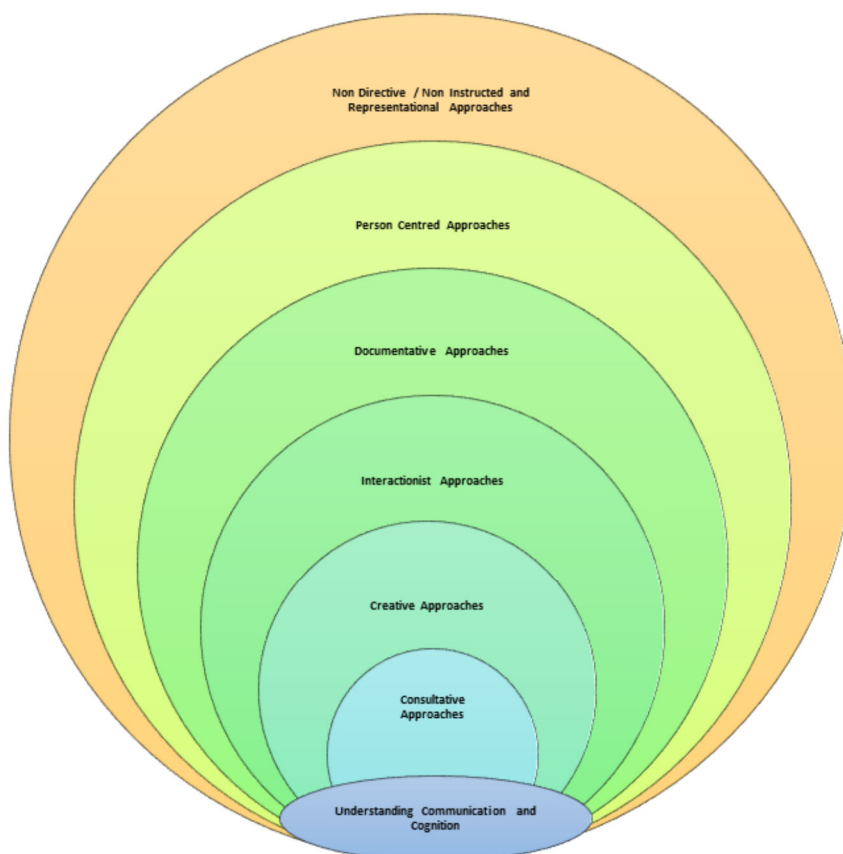 Non Directive / Non Instructed and
Representational Approaches
Person Centred Approaches
Documentative Approaches
Interactionist Approaches
Creative Approaches
Consultative
Approaches
Understanding Communication and
Cognition